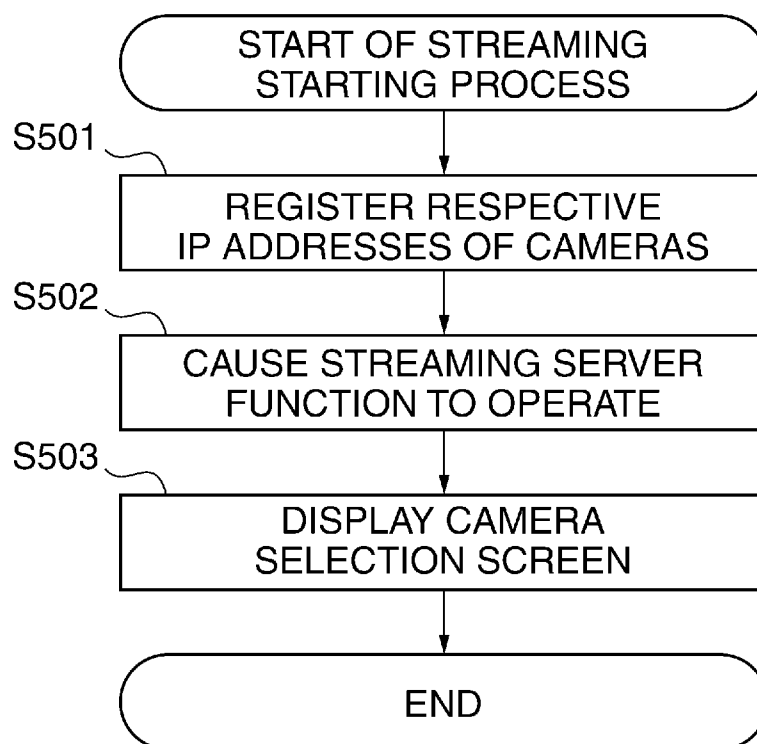 START OF STREAMING
STARTING PROCESS
S501
REGISTER RESPECTIVE
IP ADDRESSES OF CAMERAS
S502
CAUSE STREAMING SERVER
FUNCTION TO OPERATE
S503
DISPLAY CAMERA
SELECTION SCREEN
END